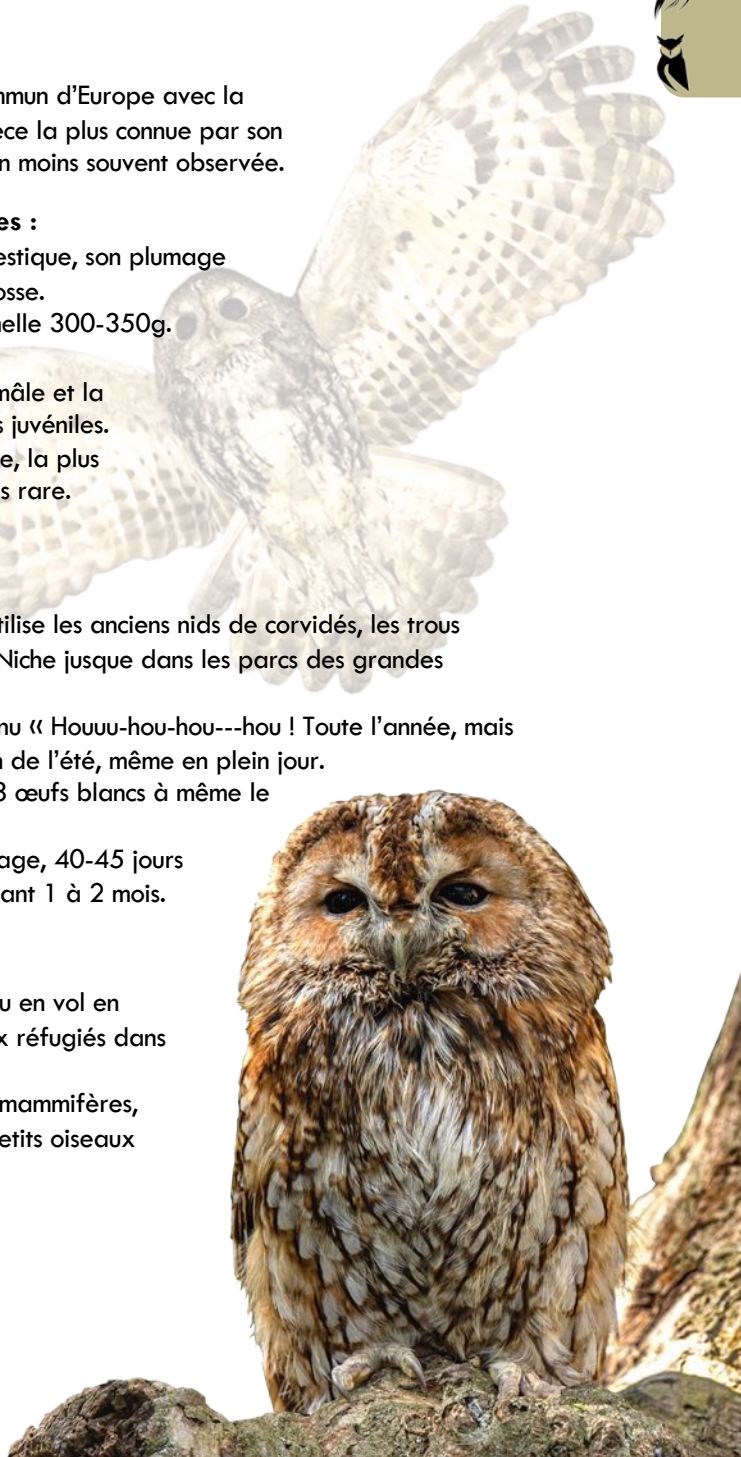 mmun d'Europe avec la
èce la plus connue par son
n moins souvent observée.
es :
estique, son plumage
osse.
elle 300-350g.
mâle et la
s juvéniles.
e, la plus
s rare.
tilise les anciens nids de corvidés, les trous
Niche jusque dans les parcs des grandes
nu « Houuu-hou-hou---hou ! Toute l'année, mais
n de l'été, même en plein jour.
3 œufs blancs à même le
age, 40-45 jours
ant 1 à 2 mois.
u en vol en
x réfugiés dans
mammifères,
etits oiseaux